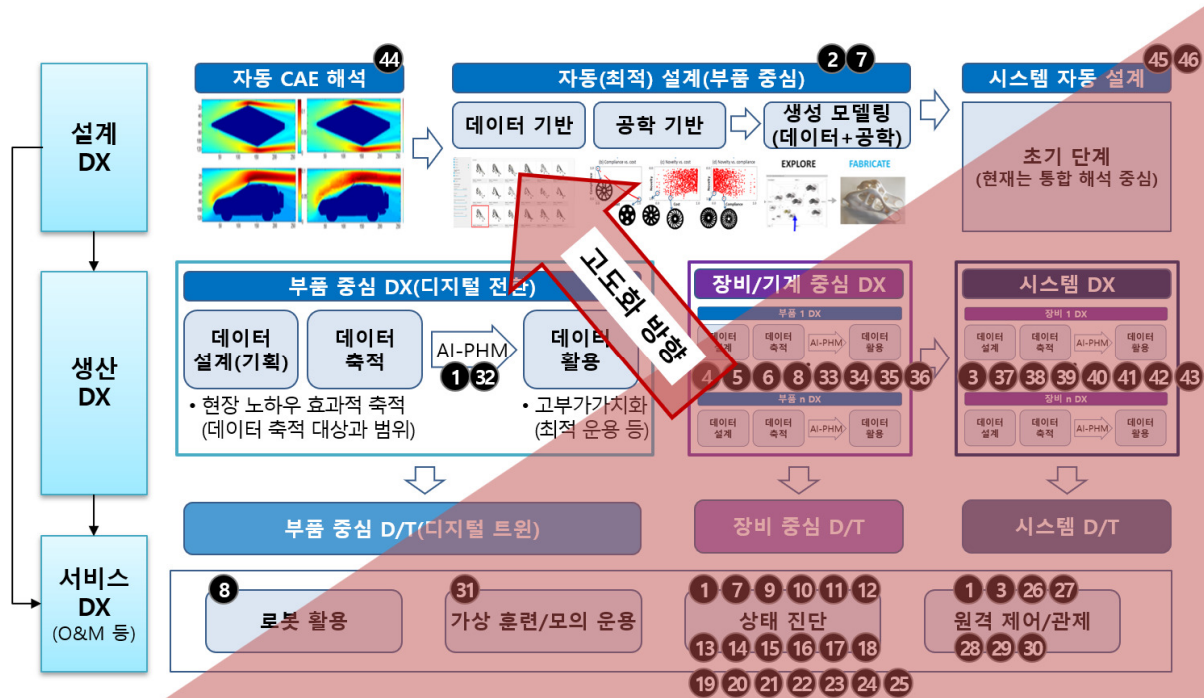 44
2 7
45 46
자동 CAE 해석
자동(최적) 설계(부품 중심)
시스템 자동 설계
설계
DX
데이터 기반
공학 기반
생성 모델링
(데이터+공학)
초기 단계
(현재는 통합 해석 중심)
EXPLORE
FABRICATE
고도화 방향
생산
DX
부품 중심 DX(디지털 전환)
데이터
설계(기획)
데이터
축적
AI-PHM
1 32
데이터
활용
• 현장 노하우 효과적 축적
(데이터 축적 대상과 범위)
• 고부가가치화
(최적 운용 등)
장비/기계 중심 DX
부품 1 DX
데이터
설계
데이터
축적
AI-PHM
데이터
활용
4 5 6 8 33 34 35 36
부품 n DX
데이터
설계
데이터
축적
AI-PHM
데이터
활용
시스템 DX
장비 1 DX
데이터
설계
데이터
축적
AI-PHM
데이터
활용
3 37 38 39 40 41 42 43
장비 n DX
데이터
설계
데이터
축적
AI-PHM
데이터
활용
부품 중심 D/T(디지털 트윈)
장비 중심 D/T
시스템 D/T
서비스
DX
(O&M 등)
8
로봇 활용
31
가상 훈련/모의 운용
1 7 9 10 11 12
상태 진단
13 14 15 16 17 18
19 20 21 22 23 24 25
1 3 26 27
원격 제어/관제
28 29 30